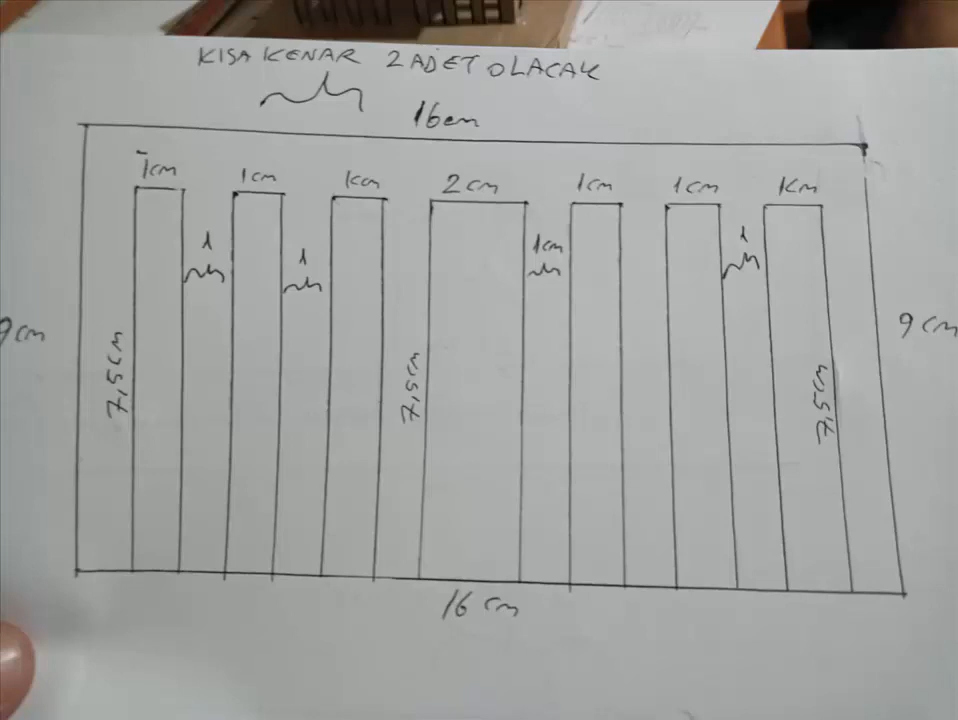 KISA KENAR 2 ADET OLACAK
16cm
1cm 1cm 1cm 2cm 1cm 1cm 1cm
1 1 1cm 1
9cm 7,5cm 7,5cm 7,5cm 9cm
16cm